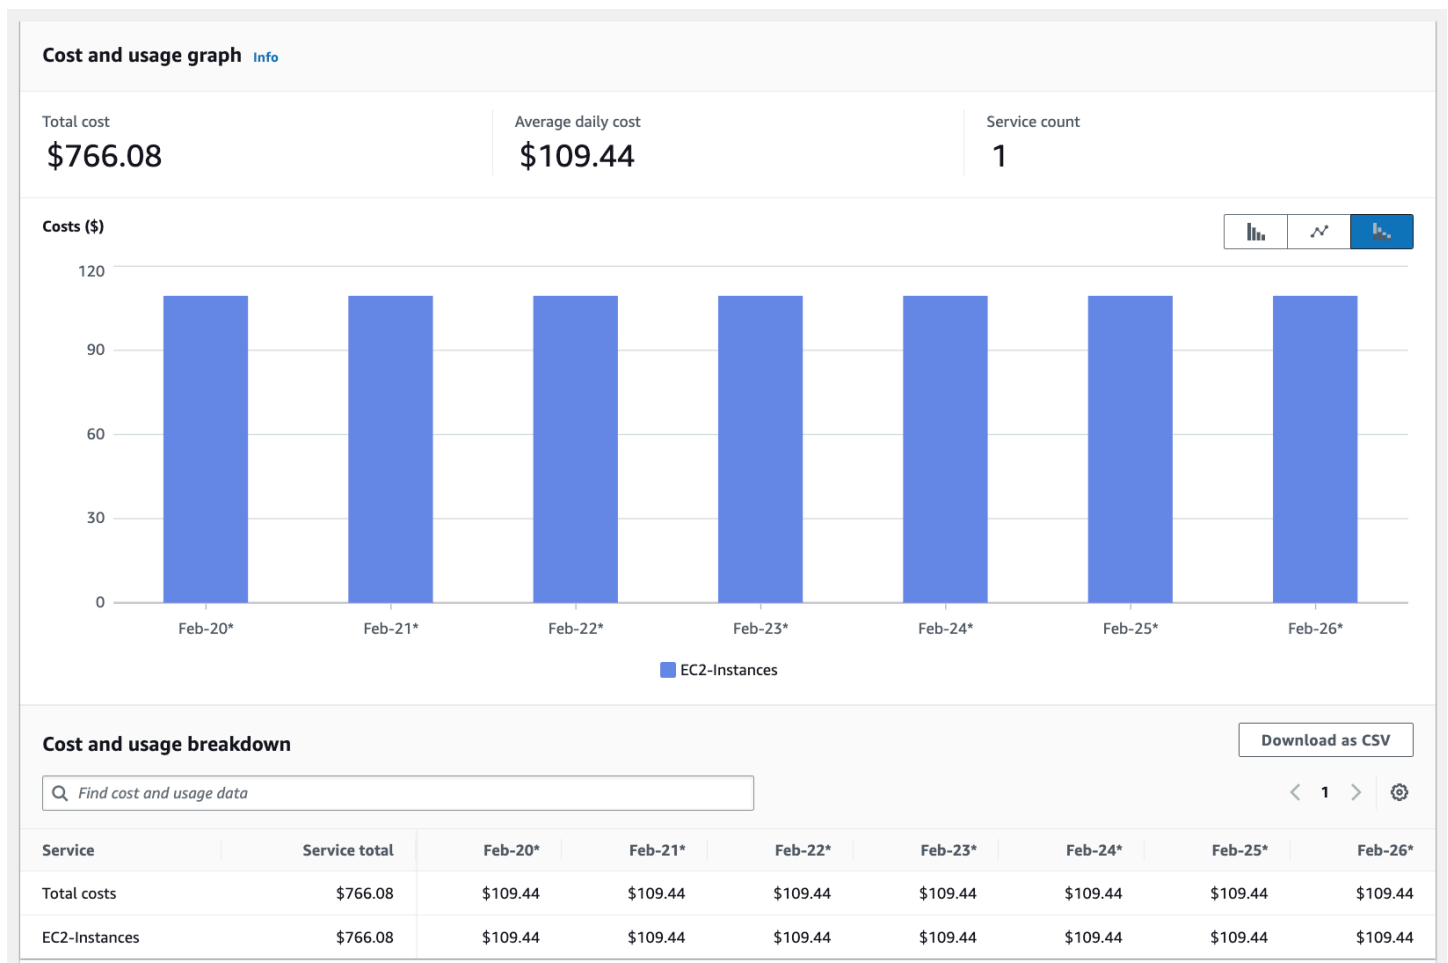 Cost and usage graph Info
Total cost Average daily cost Service count
$766.08 $109.44 1
Costs ($)
120
90
60
30
0
Feb-20* Feb-21* Feb-22* Feb-23* Feb-24* Feb-25* Feb-26*
EC2-Instances
Cost and usage breakdown Download as CSV
Find cost and usage data 1
Service Service total Feb-20* Feb-21* Feb-22* Feb-23* Feb-24* Feb-25* Feb-26*
Total costs $766.08 $109.44 $109.44 $109.44 $109.44 $109.44 $109.44 $109.44
EC2-Instances $766.08 $109.44 $109.44 $109.44 $109.44 $109.44 $109.44 $109.44